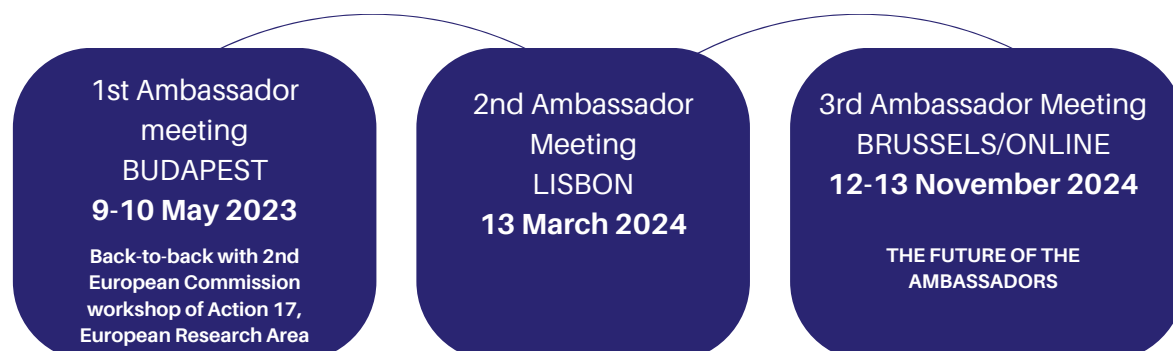 1st Ambassador
meeting
BUDAPEST
9-10 May 2023
Back-to-back with 2nd
European Commission
workshop of Action 17,
European Research Area
2nd Ambassador
Meeting
LISBON
13 March 2024
3rd Ambassador Meeting
BRUSSELS/ONLINE
12-13 November 2024
THE FUTURE OF THE
AMBASSADORS